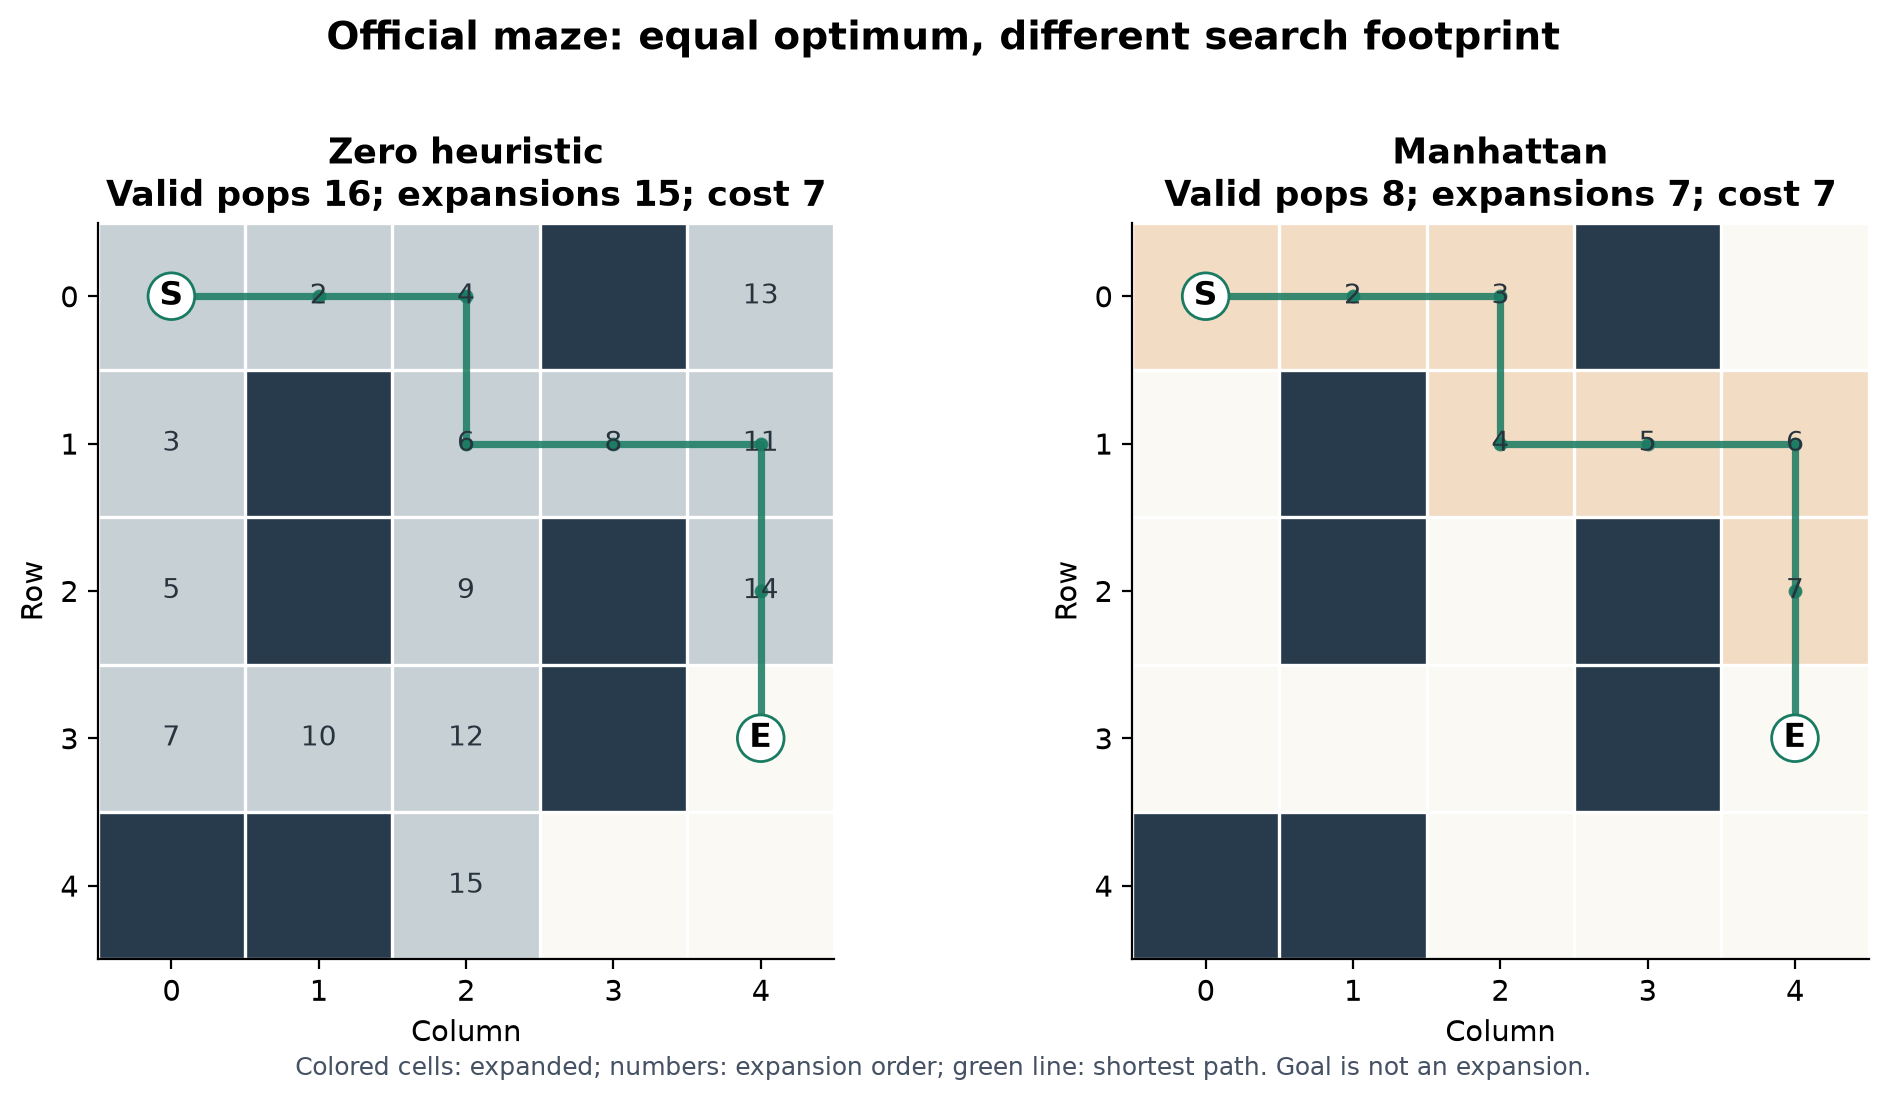 Official maze: equal optimum, different search footprint
Zero heuristic
Valid pops 16; expansions 15; cost 7
0
1
2
3
4
Row
S
2
4
13
3
6
8
11
5
9
14
7
10
12
E
15
0 1 2 3 4
Column
Manhattan
Valid pops 8; expansions 7; cost 7
0
1
2
3
4
Row
S
2
3
4
5
6
7
E
0 1 2 3 4
Column
Colored cells: expanded; numbers: expansion order; green line: shortest path. Goal is not an expansion.